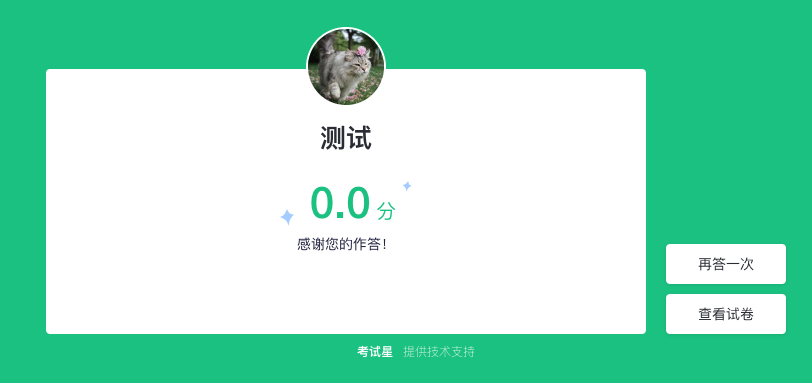 测试
0.0 分
感谢您的作答!
再答一次
查看试卷
考试星 提供技术支持